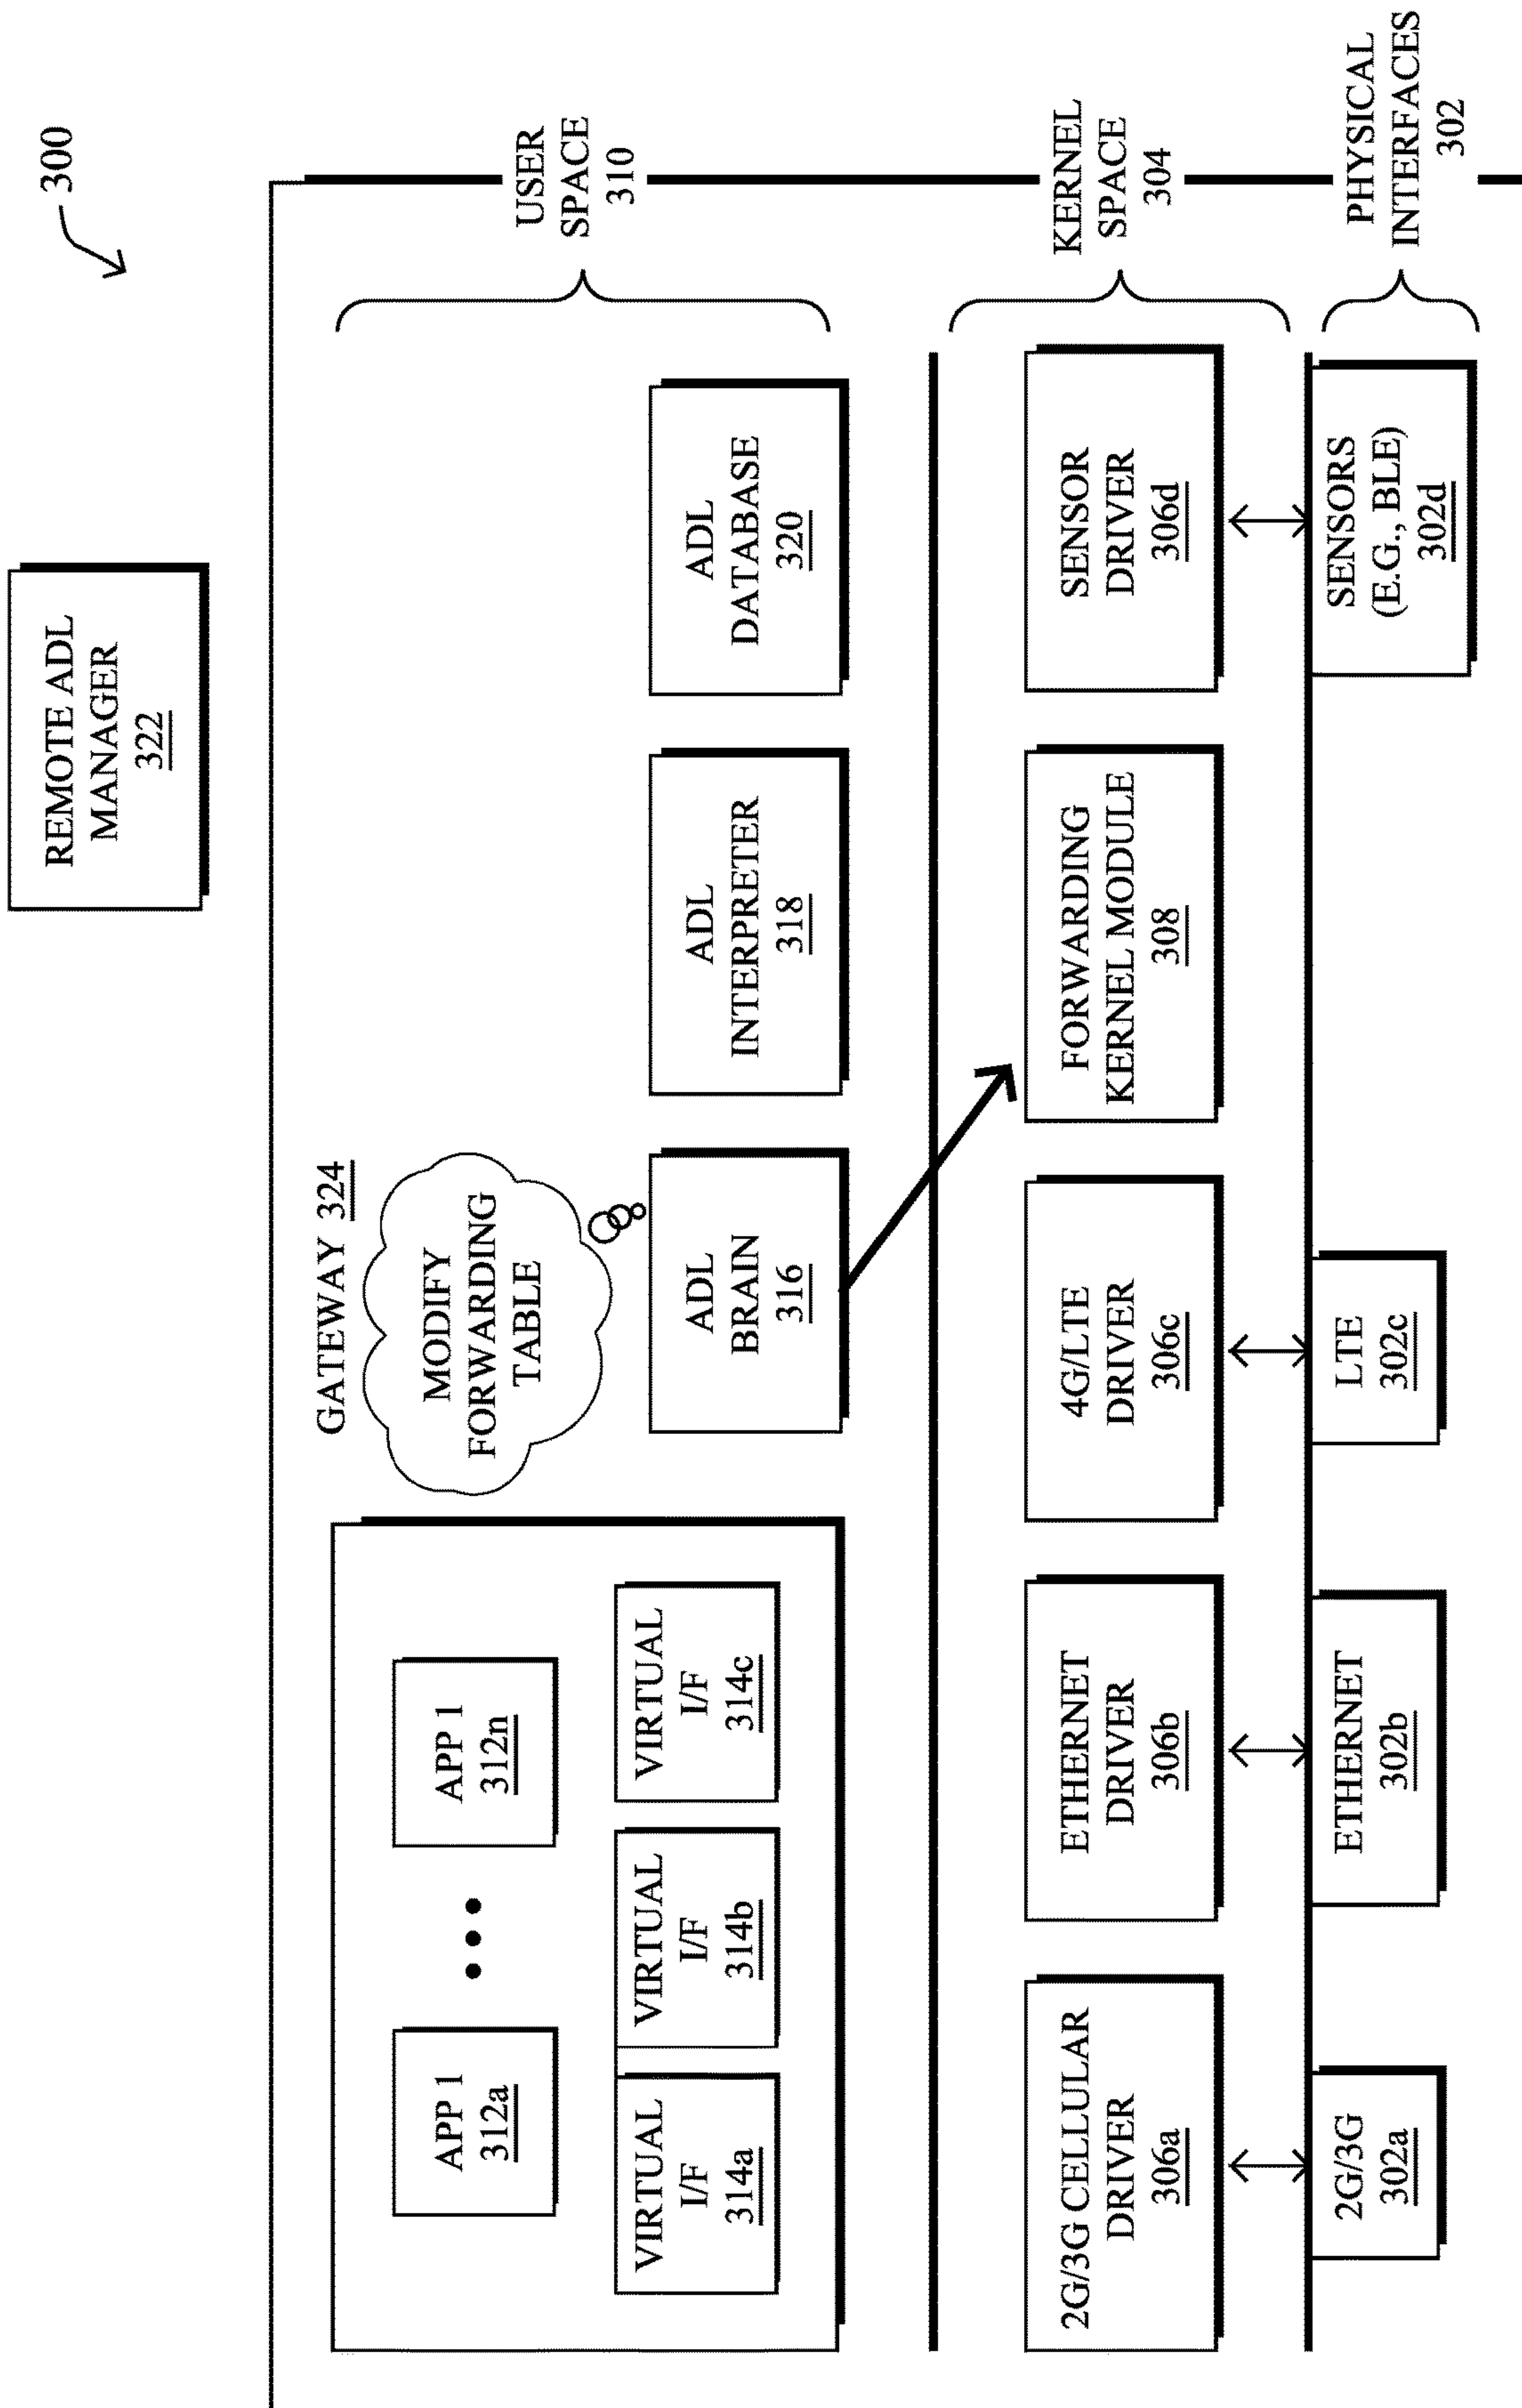 300
REMOTE ADL
MANAGER
322
GATEWAY 324
MODIFY
FORWARDING
TABLE
APP 1
312a
APP 1
312n
VIRTUAL
I/F
314a
VIRTUAL
I/F
314b
VIRTUAL
I/F
314c
ADL
BRAIN
316
ADL
INTERPRETER
318
ADL
DATABASE
320
USER
SPACE
310
2G/3G CELLULAR
DRIVER
306a
ETHERNET
DRIVER
306b
4G/LTE
DRIVER
306c
FORWARDING
KERNEL MODULE
308
SENSOR
DRIVER
306d
KERNEL
SPACE
304
2G/3G
302a
ETHERNET
302b
LTE
302c
SENSORS
(E.G., BLE)
302d
PHYSICAL
INTERFACES
302